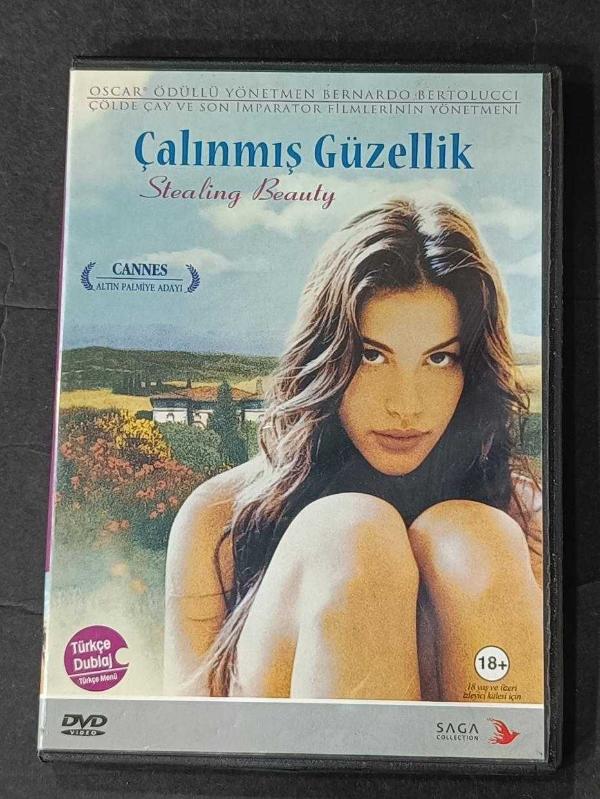 OSCAR® ÖDÜLLÜ YÖNETMEN BERNARDO BERTOLUCCI
ÇÖLDE ÇAY VE SON İMPARATOR FİLMLERİNİN YÖNETMENİ
Çalınmış Güzellik
Stealing Beauty
CANNES
ALTIN PALMİYE ADAYI
Türkçe
Dublaj
Türkçe Menü
18+
18 yaş ve üzeri
izleyici kitlesi için
DVD
VIDEO
SAGA
COLLECTION